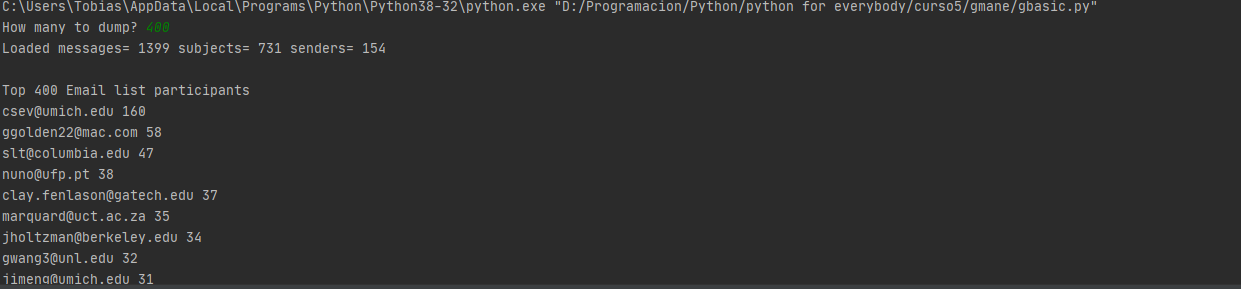 C:\Users\Tobias\AppData\Local\Programs\Python\Python38-32\python.exe "D:/Programacion/Python/python for everybody/curso5/gmane/gbasic.py"
How many to dump? 400
Loaded messages= 1399 subjects= 731 senders= 154
Top 400 Email list participants
csev@umich.edu 160
ggolden22@mac.com 58
slt@columbia.edu 47
nuno@ufp.pt 38
clay.fenlason@gatech.edu 37
marquard@uct.ac.za 35
jholtzman@berkeley.edu 34
gwang3@unl.edu 32
jimeng@umich.edu 31